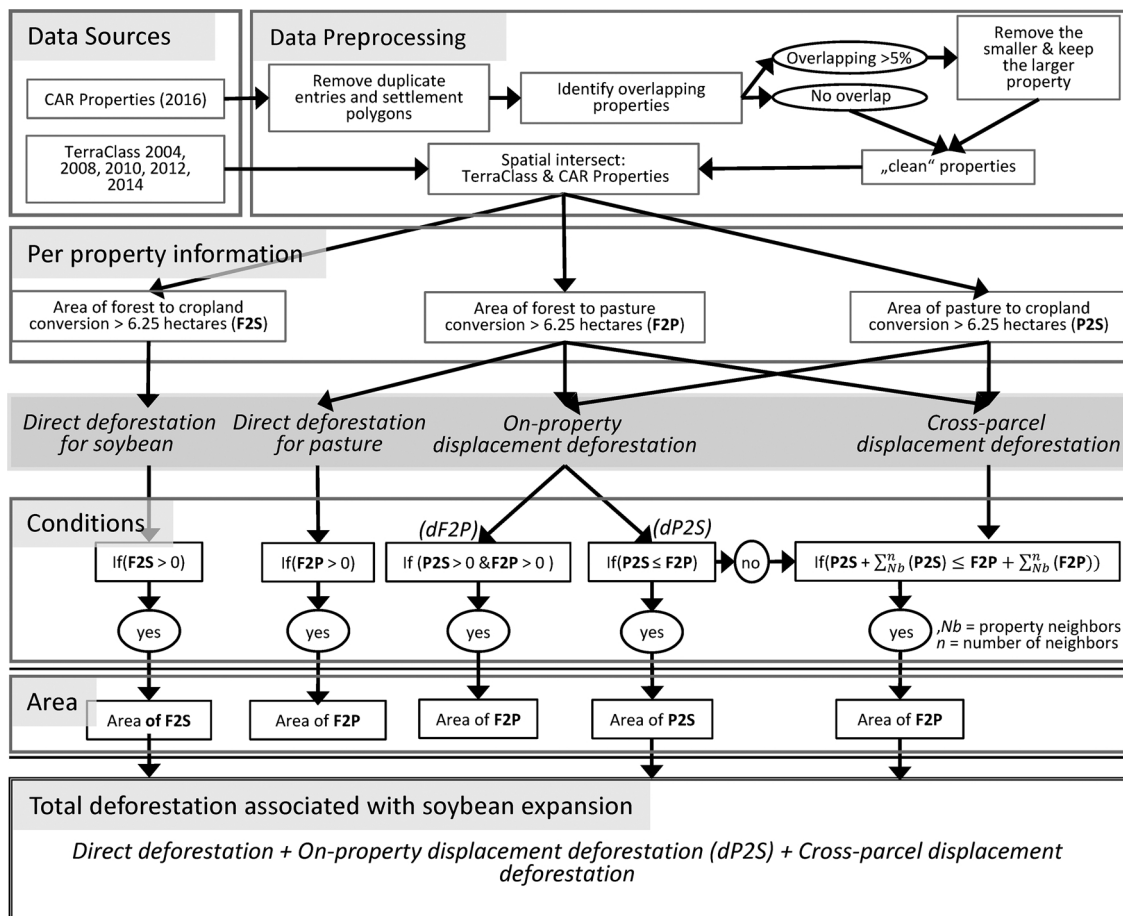 Data Sources
CAR Properties (2016)
TerraClass 2004,
2008, 2010, 2012,
2014
Data Preprocessing
Remove duplicate
entries and settlement
polygons
Identify overlapping
properties
Overlapping >5%
No overlap
Remove the
smaller & keep
the larger
property
„clean“ properties
Spatial intersect:
TerraClass & CAR Properties
Per property information
Area of forest to cropland
conversion > 6.25 hectares (F2S)
Area of forest to pasture
conversion > 6.25 hectares (F2P)
Area of pasture to cropland
conversion > 6.25 hectares (P2S)
Direct deforestation
for soybean
Direct deforestation
for pasture
On-property
displacement deforestation
Cross-parcel
displacement deforestation
Conditions
(dF2P)
(dP2S)
If(F2S > 0)
If(F2P > 0)
If (P2S > 0 &F2P > 0 )
If(P2S ≤ F2P)
no
If(P2S + ∑ⁿ_Nb (P2S) ≤ F2P + ∑ⁿ_Nb (F2P))
yes
yes
yes
yes
yes
,Nb = property neighbors
n = number of neighbors
Area
Area of F2S
Area of F2P
Area of F2P
Area of P2S
Area of F2P
Total deforestation associated with soybean expansion
Direct deforestation + On-property displacement deforestation (dP2S) + Cross-parcel displacement
deforestation